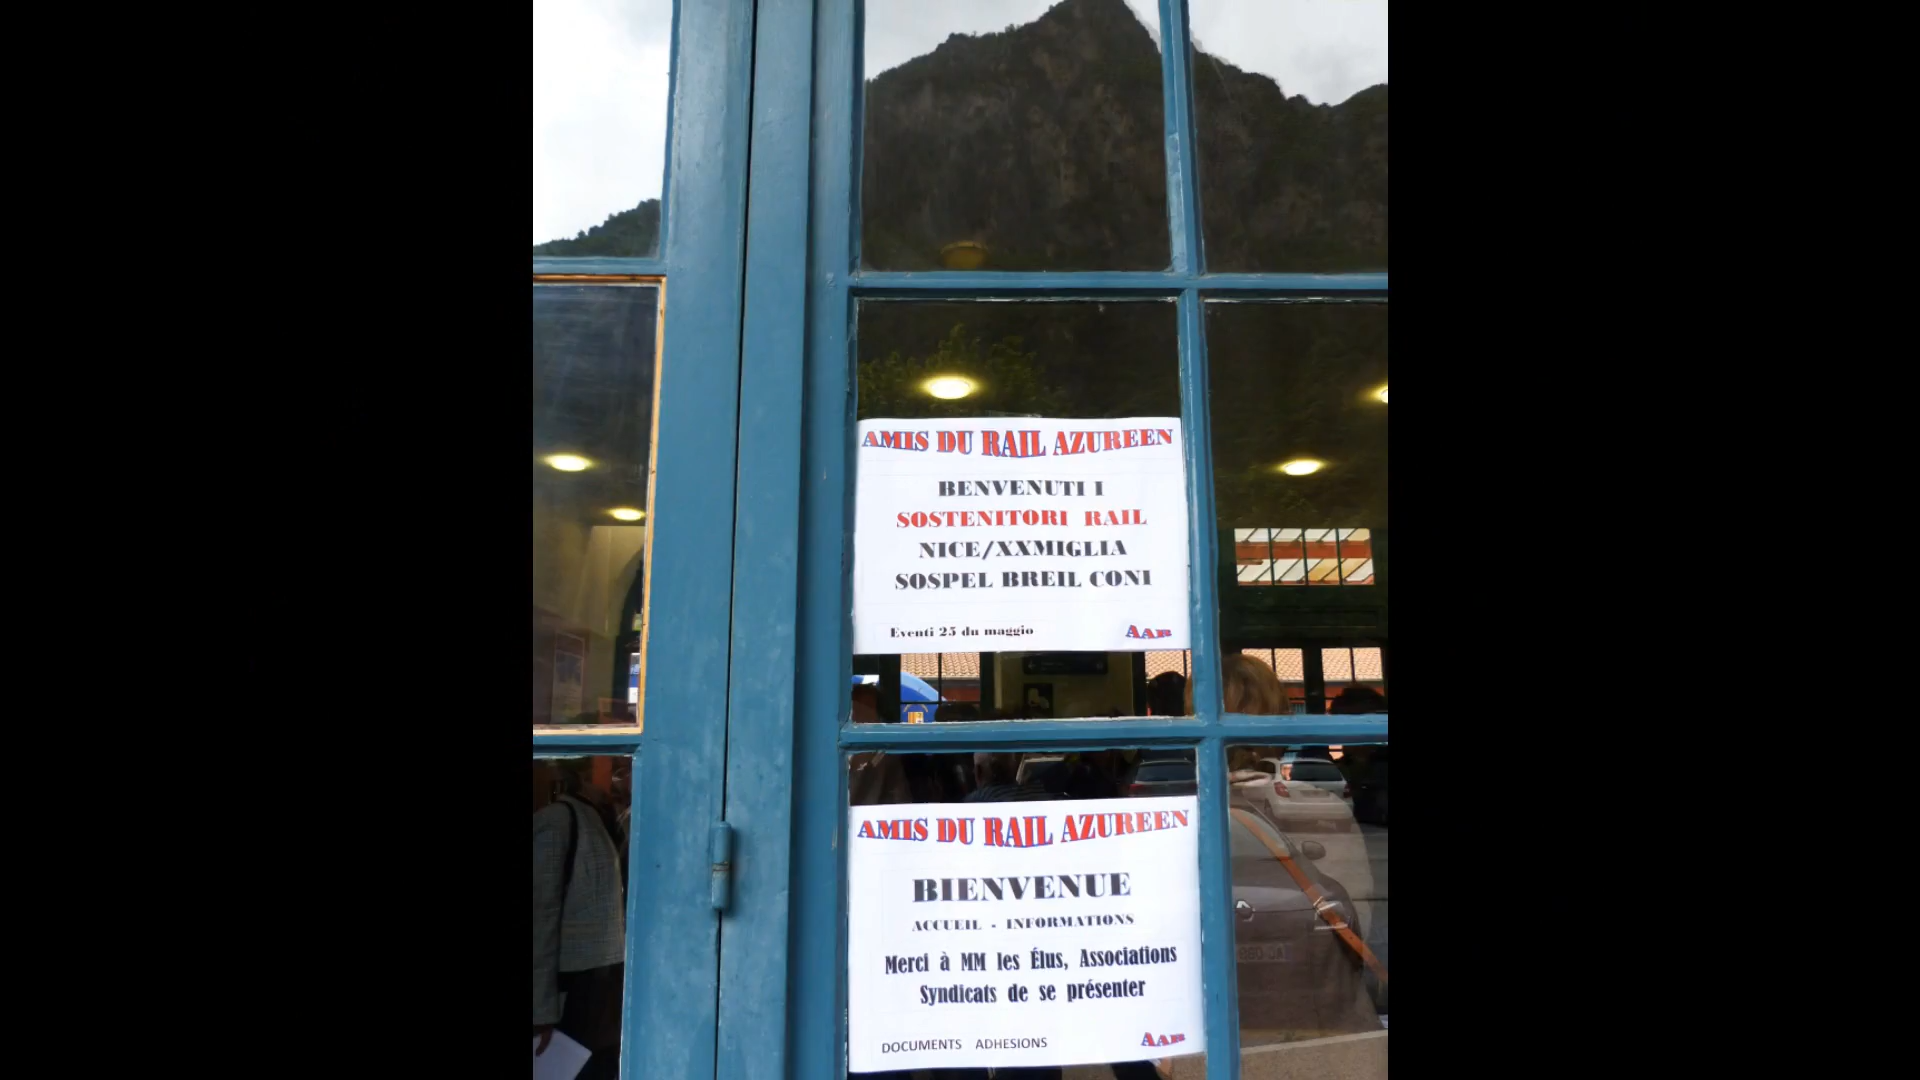 AMIS DU RAIL AZUREEN
BENVENUTI I
SOSTENITORI RAIL
NICE/XXMIGLIA
SOSPEL BREIL CONI
Eventi 25 du maggio
AAR
AMIS DU RAIL AZUREEN
BIENVENUE
ACCUEIL - INFORMATIONS
Merci à MM les Élus, Associations
Syndicats de se présenter
DOCUMENTS ADHESIONS
AAR